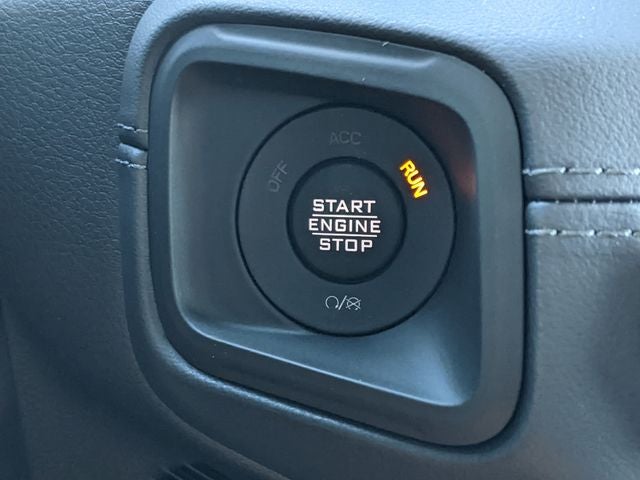 ACC
OFF
RUN
START
ENGINE
STOP